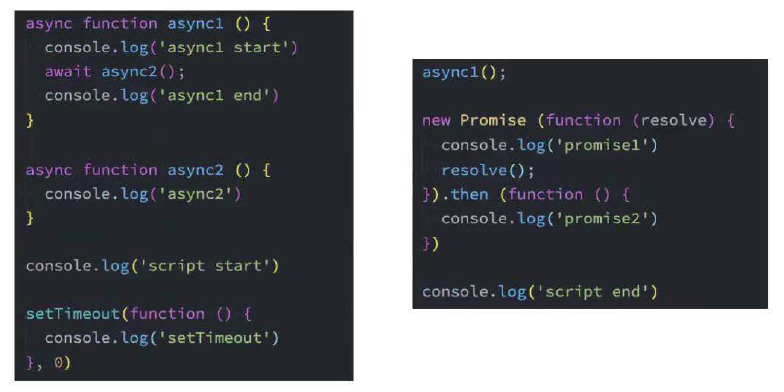 async function async1 () {
  console.log('async1 start')
  await async2();
  console.log('async1 end')
}

async function async2 () {
  console.log('async2')
}

console.log('script start')

setTimeout(function () {
  console.log('setTimeout')
}, 0)

async1();

new Promise (function (resolve) {
  console.log('promise1')
  resolve();
}).then (function () {
  console.log('promise2')
})

console.log('script end')